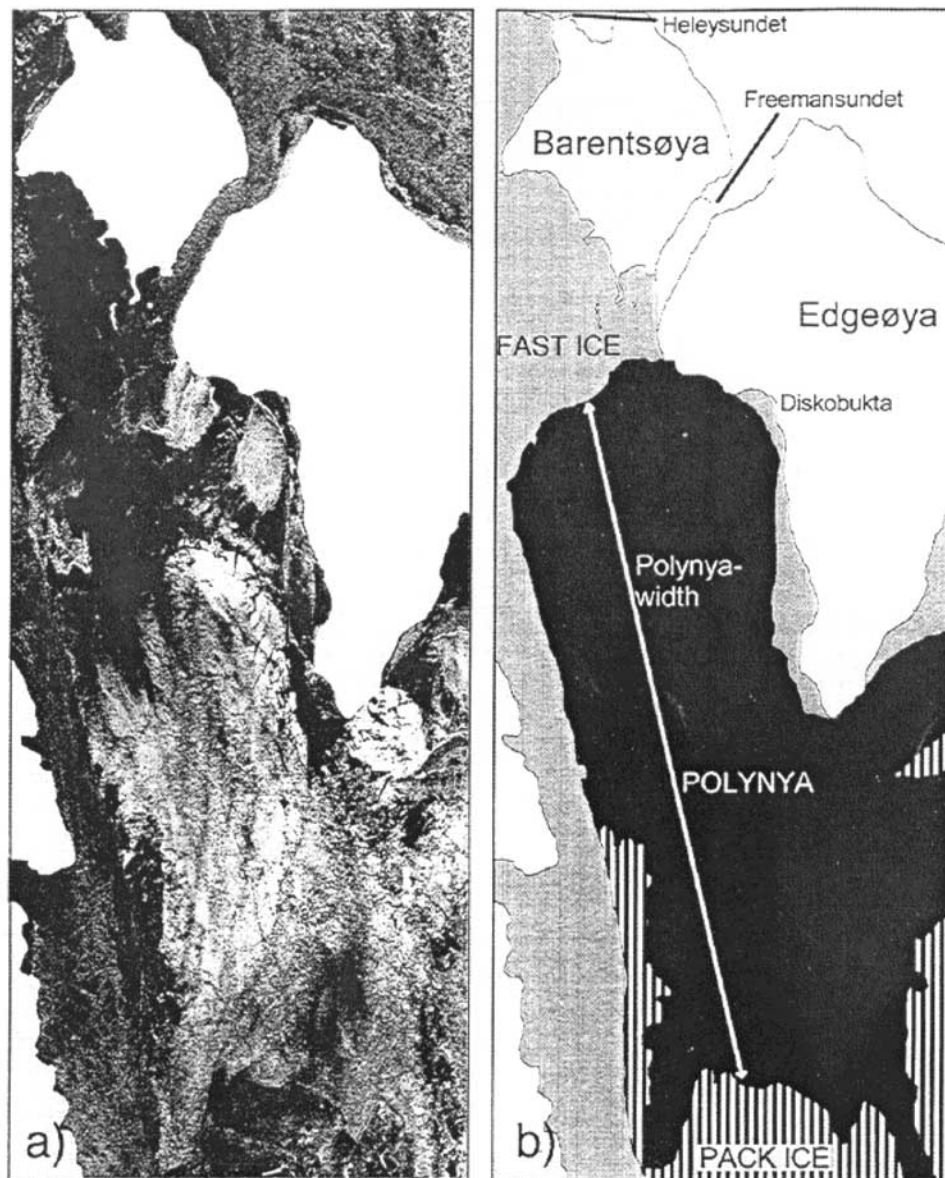 a)
Heleysundet
Freemansundet
Barentsøya
Edgeøya
FAST ICE
Diskobukta
Polynya-
width
POLYNYA
b)
PACK ICE